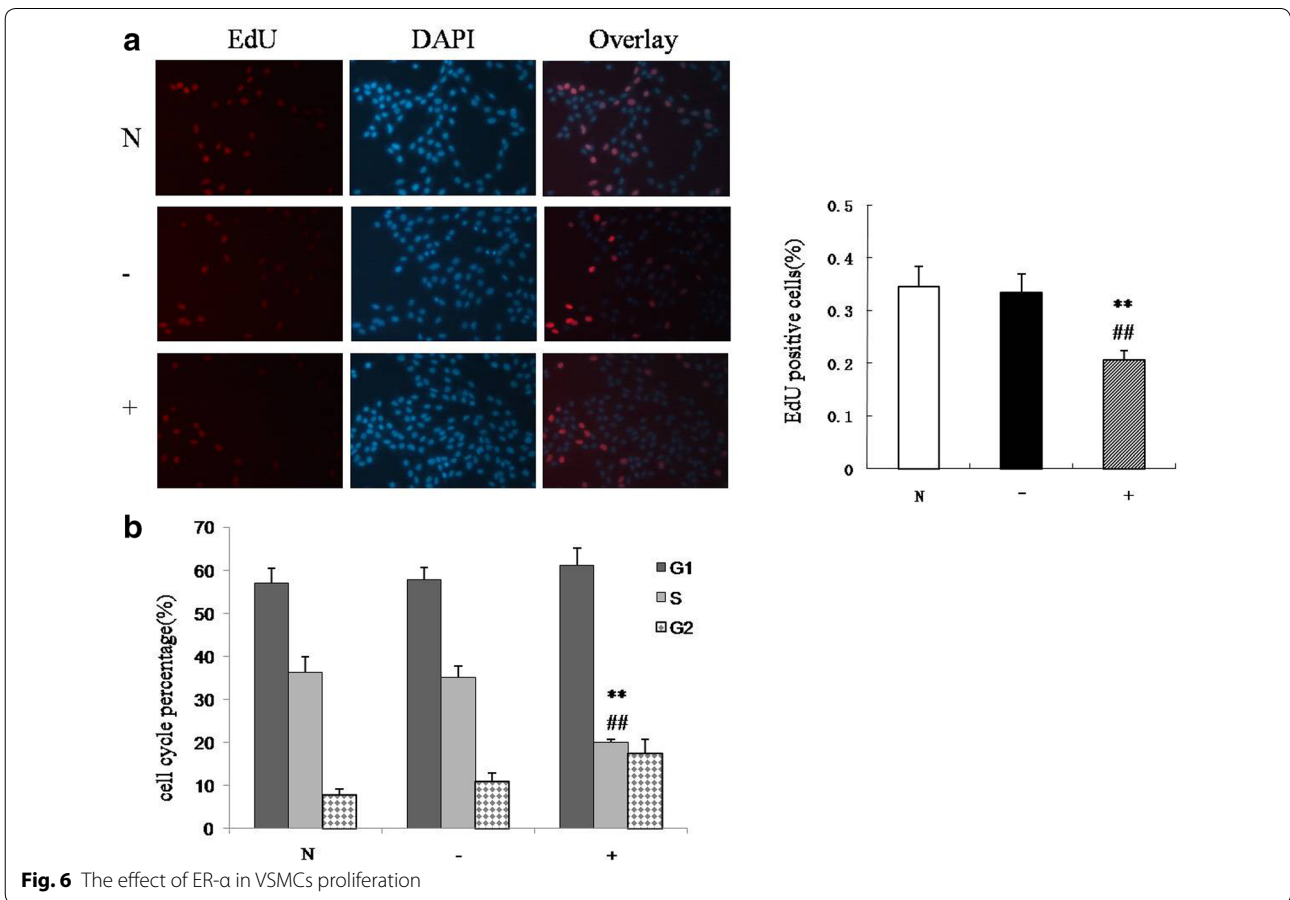 a
EdU DAPI Overlay
N
-
+
EdU positive cells(%)
0.5
0.4
0.3
0.2
0.1
0
**
##
N - +
b
cell cycle percentage(%)
70
60
50
40
30
20
10
0
G1
S
G2
**
##
N - +
Fig. 6 The effect of ER-α in VSMCs proliferation